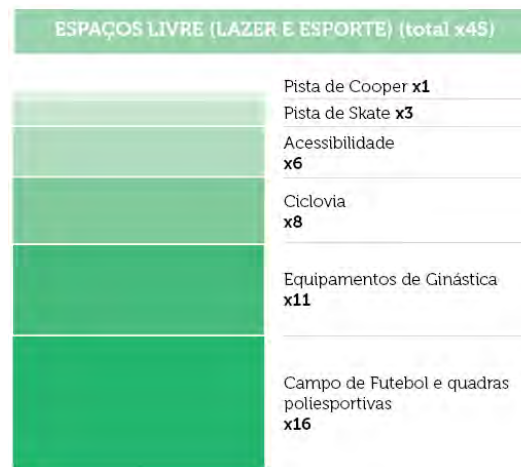 ESPAÇOS LIVRE (LAZER E ESPORTE) (total x45)
Pista de Cooper x1
Pista de Skate x3
Acessibilidade
x6
Ciclovia
x8
Equipamentos de Ginástica
x11
Campo de Futebol e quadras
poliesportivas
x16